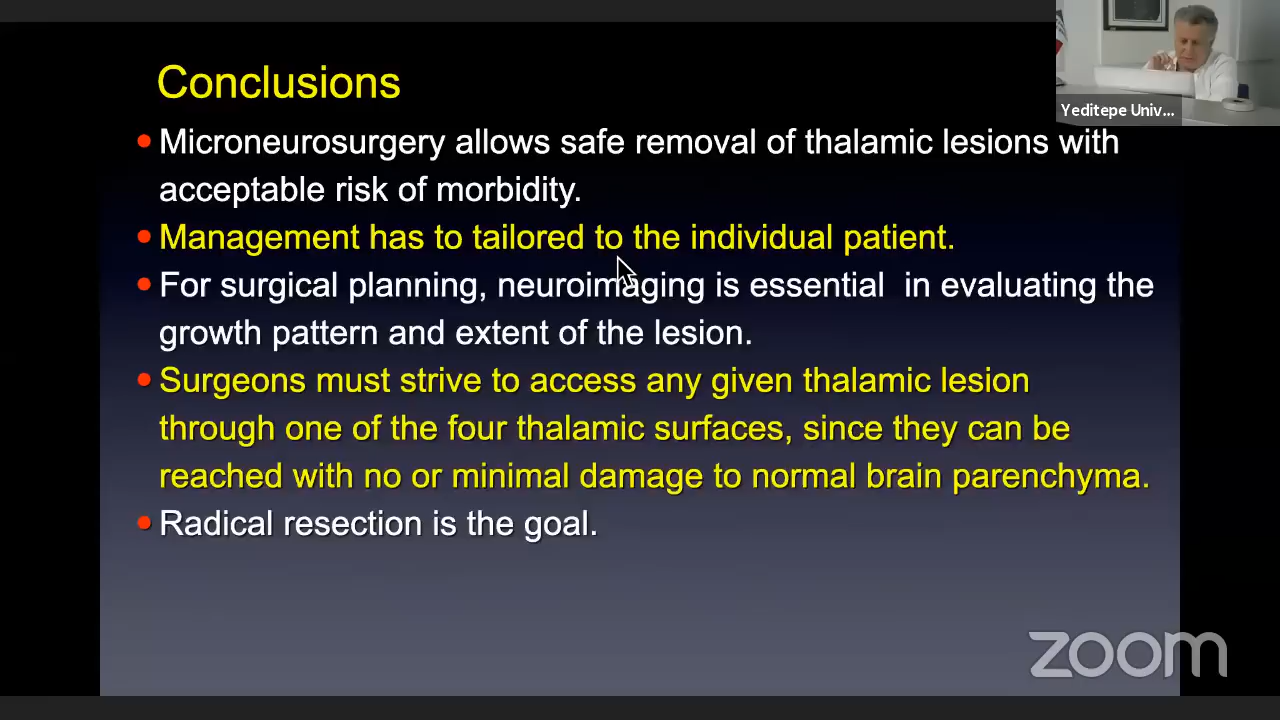 Conclusions
Microneurosurgery allows safe removal of thalamic lesions with
acceptable risk of morbidity.
Management has to tailored to the individual patient.
For surgical planning, neuroimaging is essential in evaluating the
growth pattern and extent of the lesion.
Surgeons must strive to access any given thalamic lesion
through one of the four thalamic surfaces, since they can be
reached with no or minimal damage to normal brain parenchyma.
Radical resection is the goal.
Yeditepe Univ...
zoom